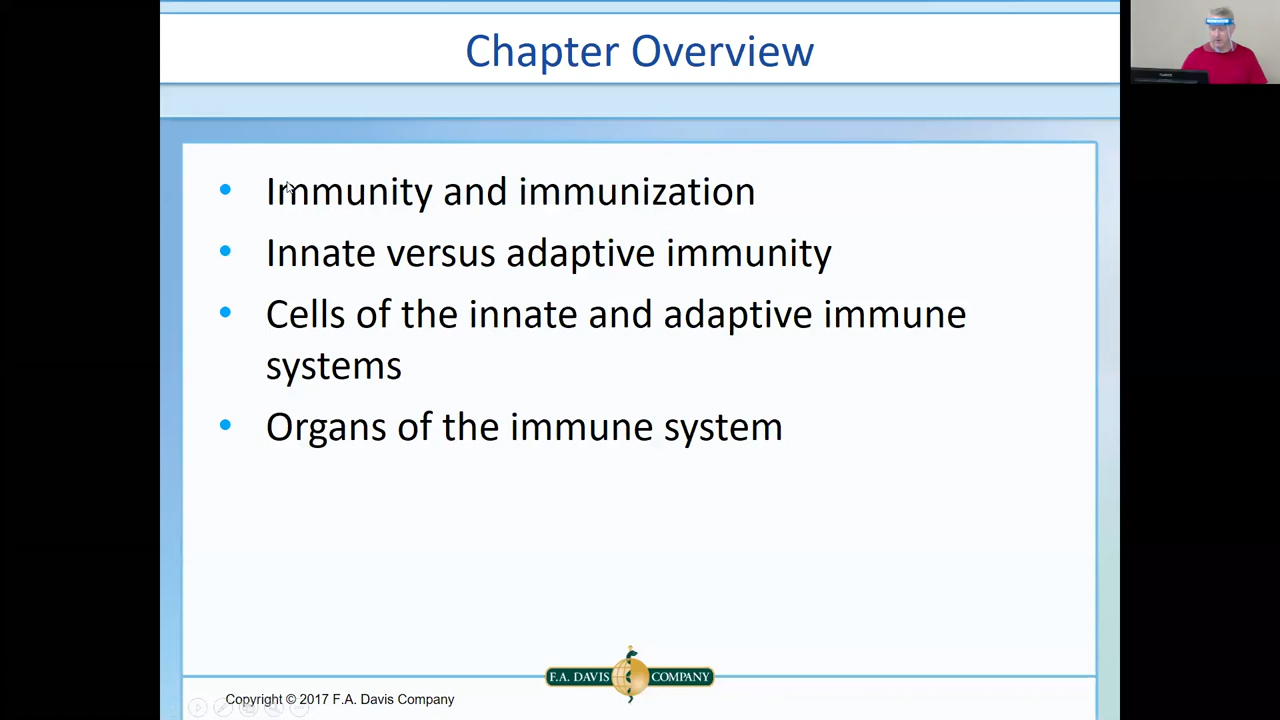 Chapter Overview
• Immunity and immunization
• Innate versus adaptive immunity
• Cells of the innate and adaptive immune
systems
• Organs of the immune system
F.A. DAVIS COMPANY
Copyright © 2017 F.A. Davis Company